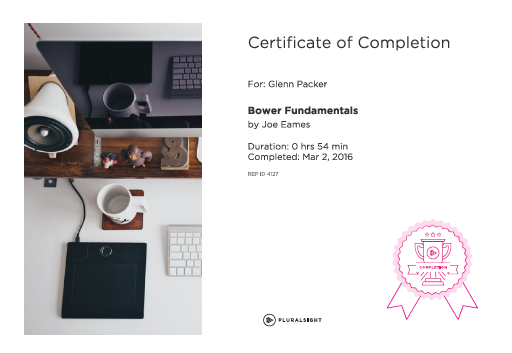 Certificate of Completion
For: Glenn Packer
Bower Fundamentals
by Joe Eames
Duration: 0 hrs 54 min
Completed: Mar 2, 2016
REP ID 4127
COMPLETION
PLURALSIGHT